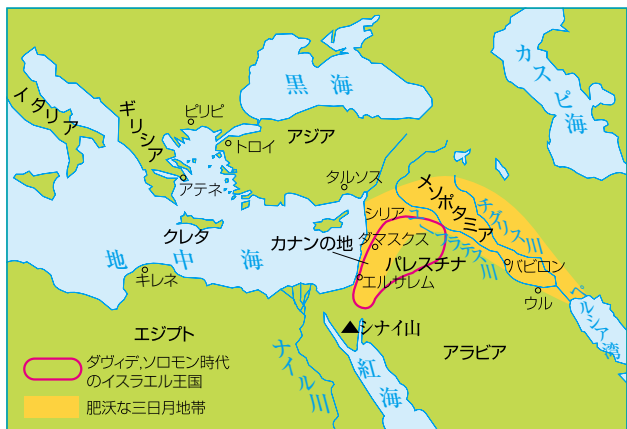 黒海
カスピ海
イタリア
ギリシア
ピリピ
トロイ
アジア
アテネ
タルソス
メソポタミア
チグリス川
シリア
ユーフラテス川
クレタ
カナンの地
ダマスクス
パレスチナ
バビロン
地中海
キレネ
エルサレム
ウル
ペルシア湾
エジプト
シナイ山
アラビア
ナイル川
紅海
ダヴィデ,ソロモン時代
のイスラエル王国
肥沃な三日月地帯